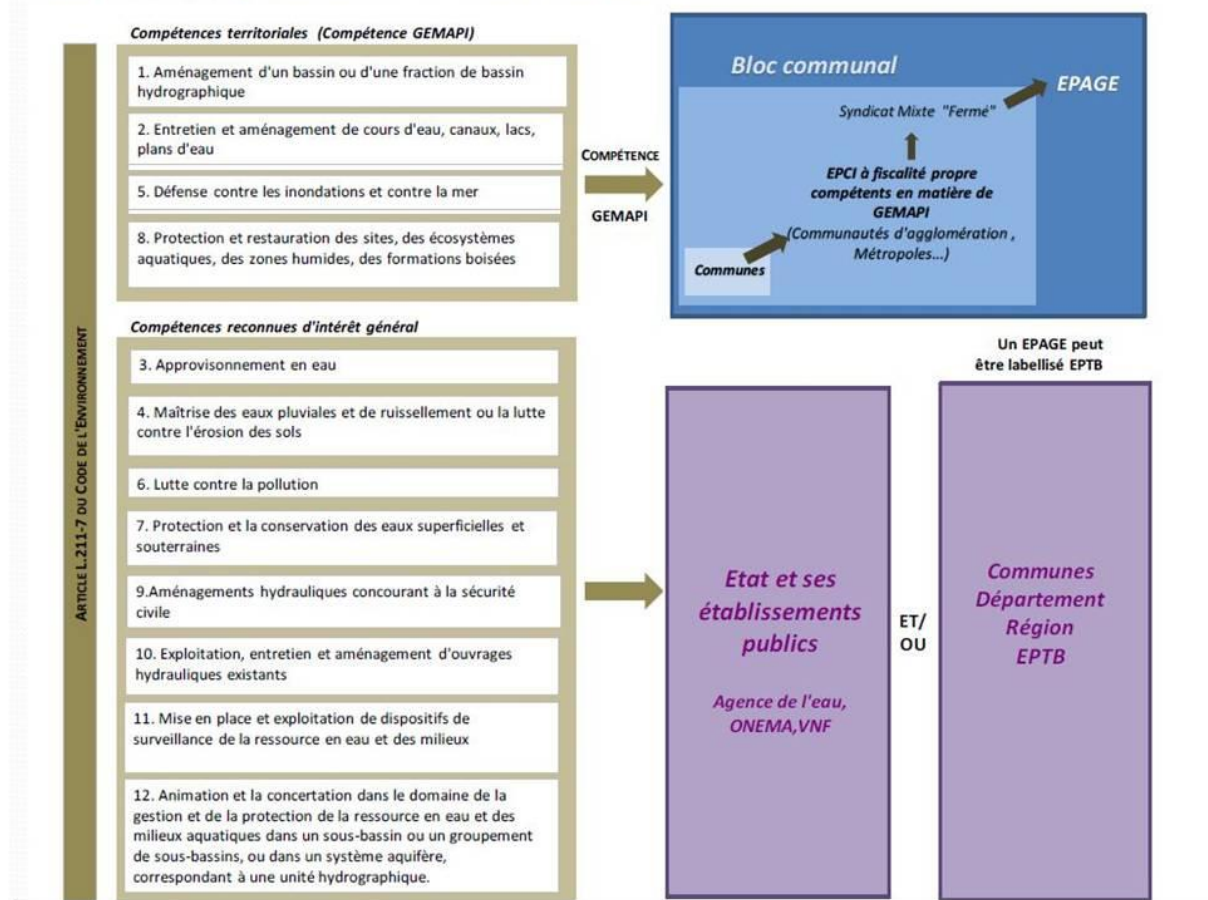 Compétences territoriales (Compétence GEMAPI)
1. Aménagement d'un bassin ou d'une fraction de bassin
hydrographique
2. Entretien et aménagement de cours d'eau, canaux, lacs,
plans d'eau
5. Défense contre les inondations et contre la mer
8. Protection et restauration des sites, des écosystèmes
aquatiques, des zones humides, des formations boisées
COMPÉTENCE
GEMAPI
Bloc communal
EPAGE
Syndicat Mixte "Fermé"
EPCI à fiscalité propre
compétents en matière de
GEMAPI
(Communautés d'agglomération ,
Métropoles...)
Communes
ARTICLE L.211-7 DU CODE DE L'ENVIRONNEMENT
Compétences reconnues d'intérêt général
3. Approvisonnement en eau
4. Maîtrise des eaux pluviales et de ruissellement ou la lutte
contre l'érosion des sols
6. Lutte contre la pollution
7. Protection et la conservation des eaux superficielles et
souterraines
9.Aménagements hydrauliques concourant à la sécurité
civile
10. Exploitation, entretien et aménagement d'ouvrages
hydrauliques existants
11. Mise en place et exploitation de dispositifs de
surveillance de la ressource en eau et des milieux
12. Animation et la concertation dans le domaine de la
gestion et de la protection de la ressource en eau et des
milieux aquatiques dans un sous-bassin ou un groupement
de sous-bassins, ou dans un système aquifère,
correspondant à une unité hydrographique.
Un EPAGE peut
être labellisé EPTB
Etat et ses
établissements
publics
Agence de l'eau,
ONEMA,VNF
ET/
OU
Communes
Département
Région
EPTB